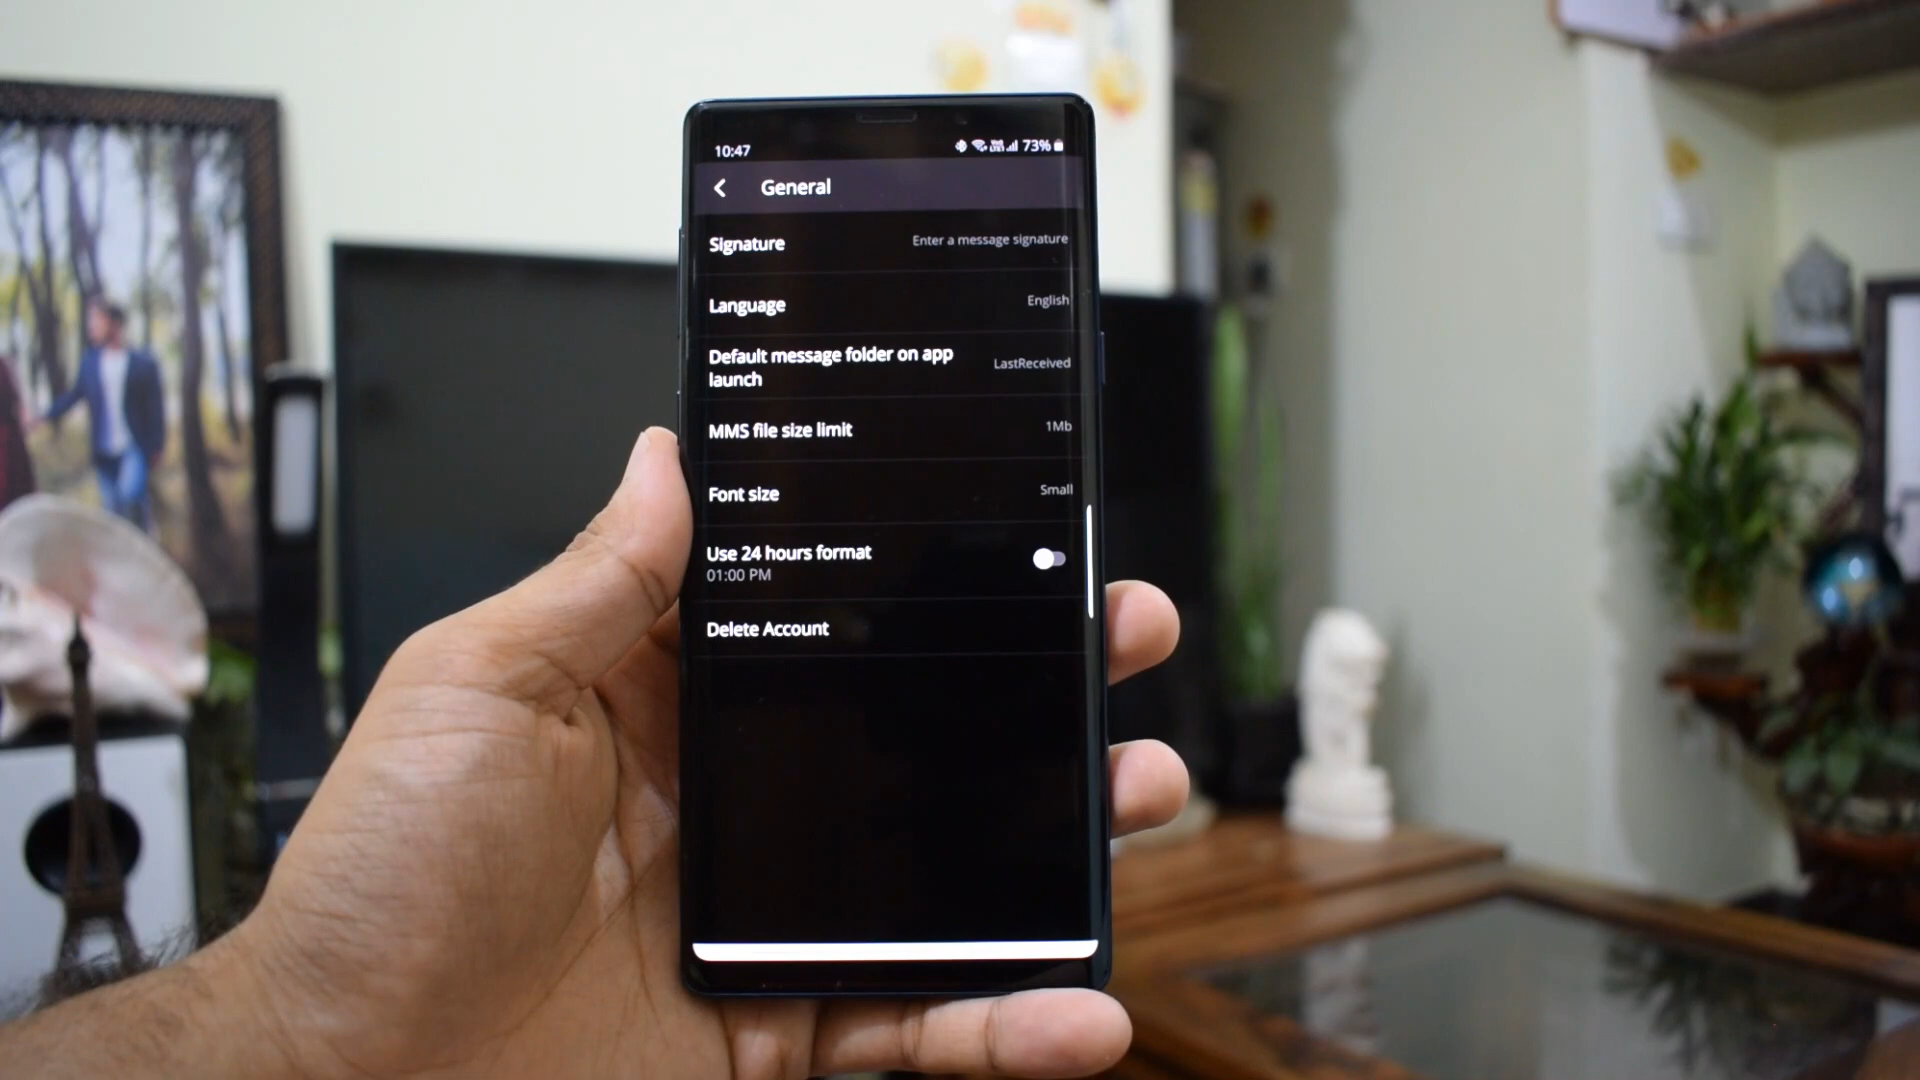 10:47
73%
General
Signature
Enter a message signature
Language
English
Default message folder on app
launch
LastReceived
MMS file size limit
1Mb
Font size
Small
Use 24 hours format
01:00 PM
Delete Account